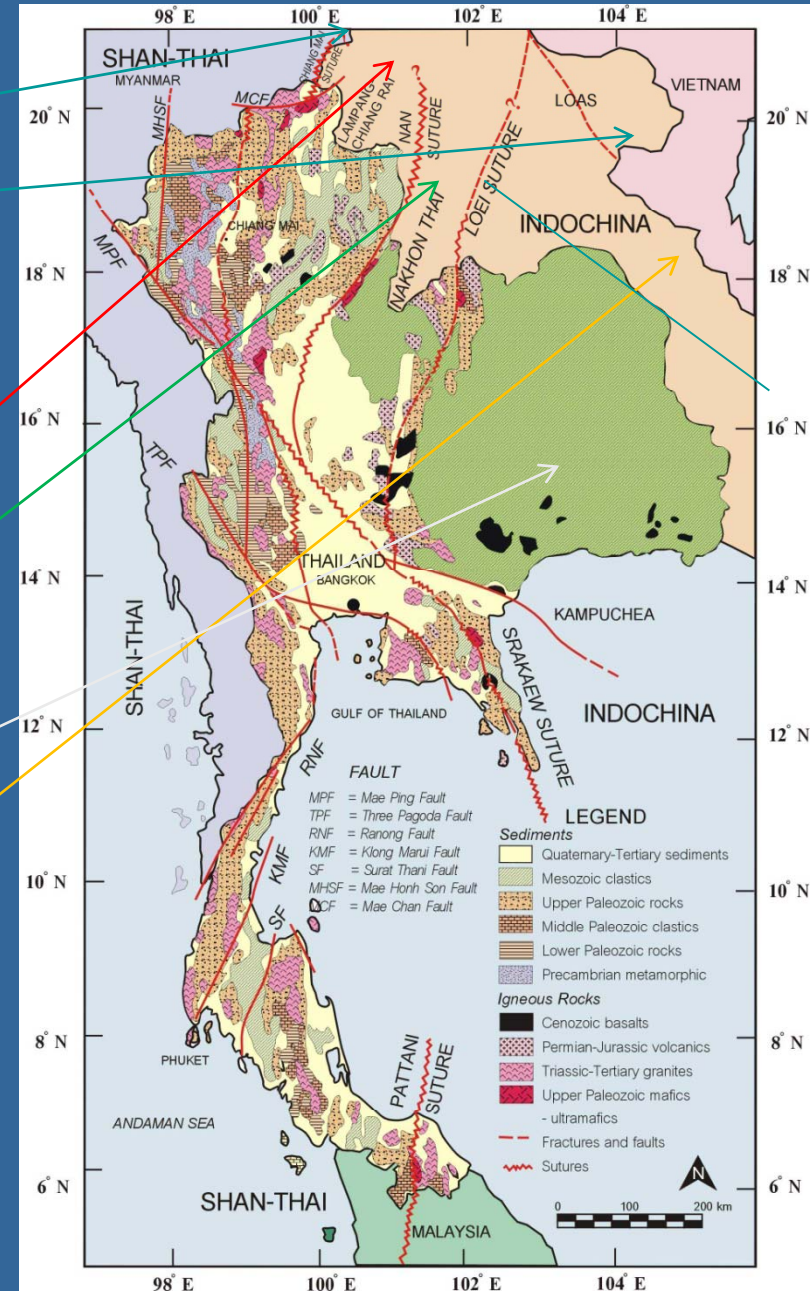 98° E 100° E 102° E 104° E
SHAN-THAI
MYANMAR
CHIANG MAI
SUTURE
VIETNAM
LOAS
MCF
MHSF
LAMPANG
CHIANG RAI
NAN
SUTURE
20° N 20° N
LOEI SUTURE
NAKHON THAI
INDOCHINA
CHIANG MAI
MPF
18° N 18° N
16° N 16° N
TPF
THAILAND
BANGKOK
14° N 14° N
KAMPUCHEA
SHAN-THAI
SRAKAEW SUTURE
GULF OF THAILAND
INDOCHINA
12° N 12° N
RNF
FAULT
MPF = Mae Ping Fault
TPF = Three Pagoda Fault
RNF = Ranong Fault
KMF = Klong Marui Fault
SF = Surat Thani Fault
MHSF = Mae Honh Son Fault
MCF = Mae Chan Fault
KMF
SF
LEGEND
Sediments
Quaternary-Tertiary sediments
Mesozoic clastics
Upper Paleozoic rocks
Middle Paleozoic clastics
Lower Paleozoic rocks
Precambrian metamorphic
Igneous Rocks
Cenozoic basalts
Permian-Jurassic volcanics
Triassic-Tertiary granites
Upper Paleozoic mafics
- ultramafics
Fractures and faults
Sutures
10° N 10° N
8° N 8° N
PHUKET
PATTANI
SUTURE
ANDAMAN SEA
6° N 6° N
SHAN-THAI
MALAYSIA
N
0 100 200 km
98° E 100° E 102° E 104° E